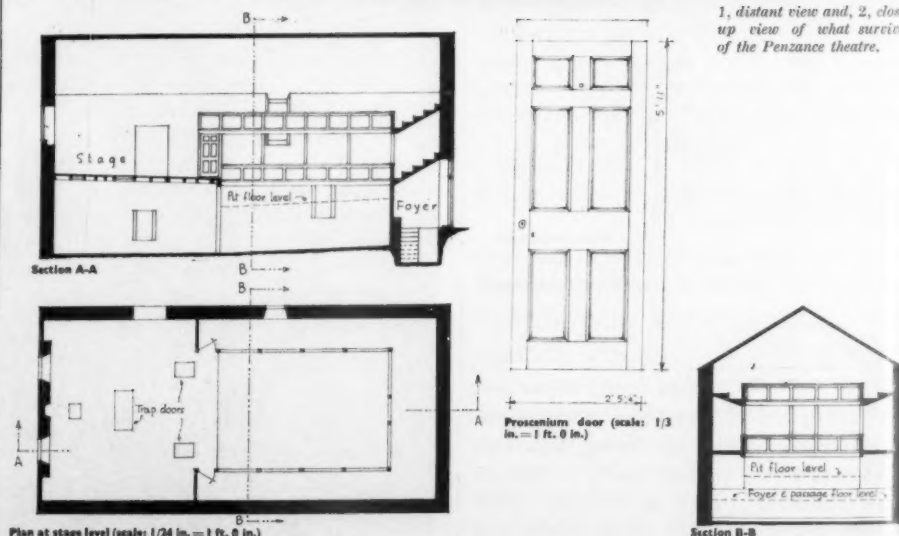 1, distant view and, 2, clos
up view of what surviv
of the Penzance theatre.
B
Stage
Pit floor level
Foyer
Section A-A
B
5' 11"
2' 5¼"
Proscenium door (scale: 1/3
in. = 1 ft. 0 in.)
B
Trap doors
A
A
A
A
B
Plan at stage level (scale: 1/24 in. = 1 ft. 0 in.)
Pit floor level
Foyer & passage floor level
Section B-B